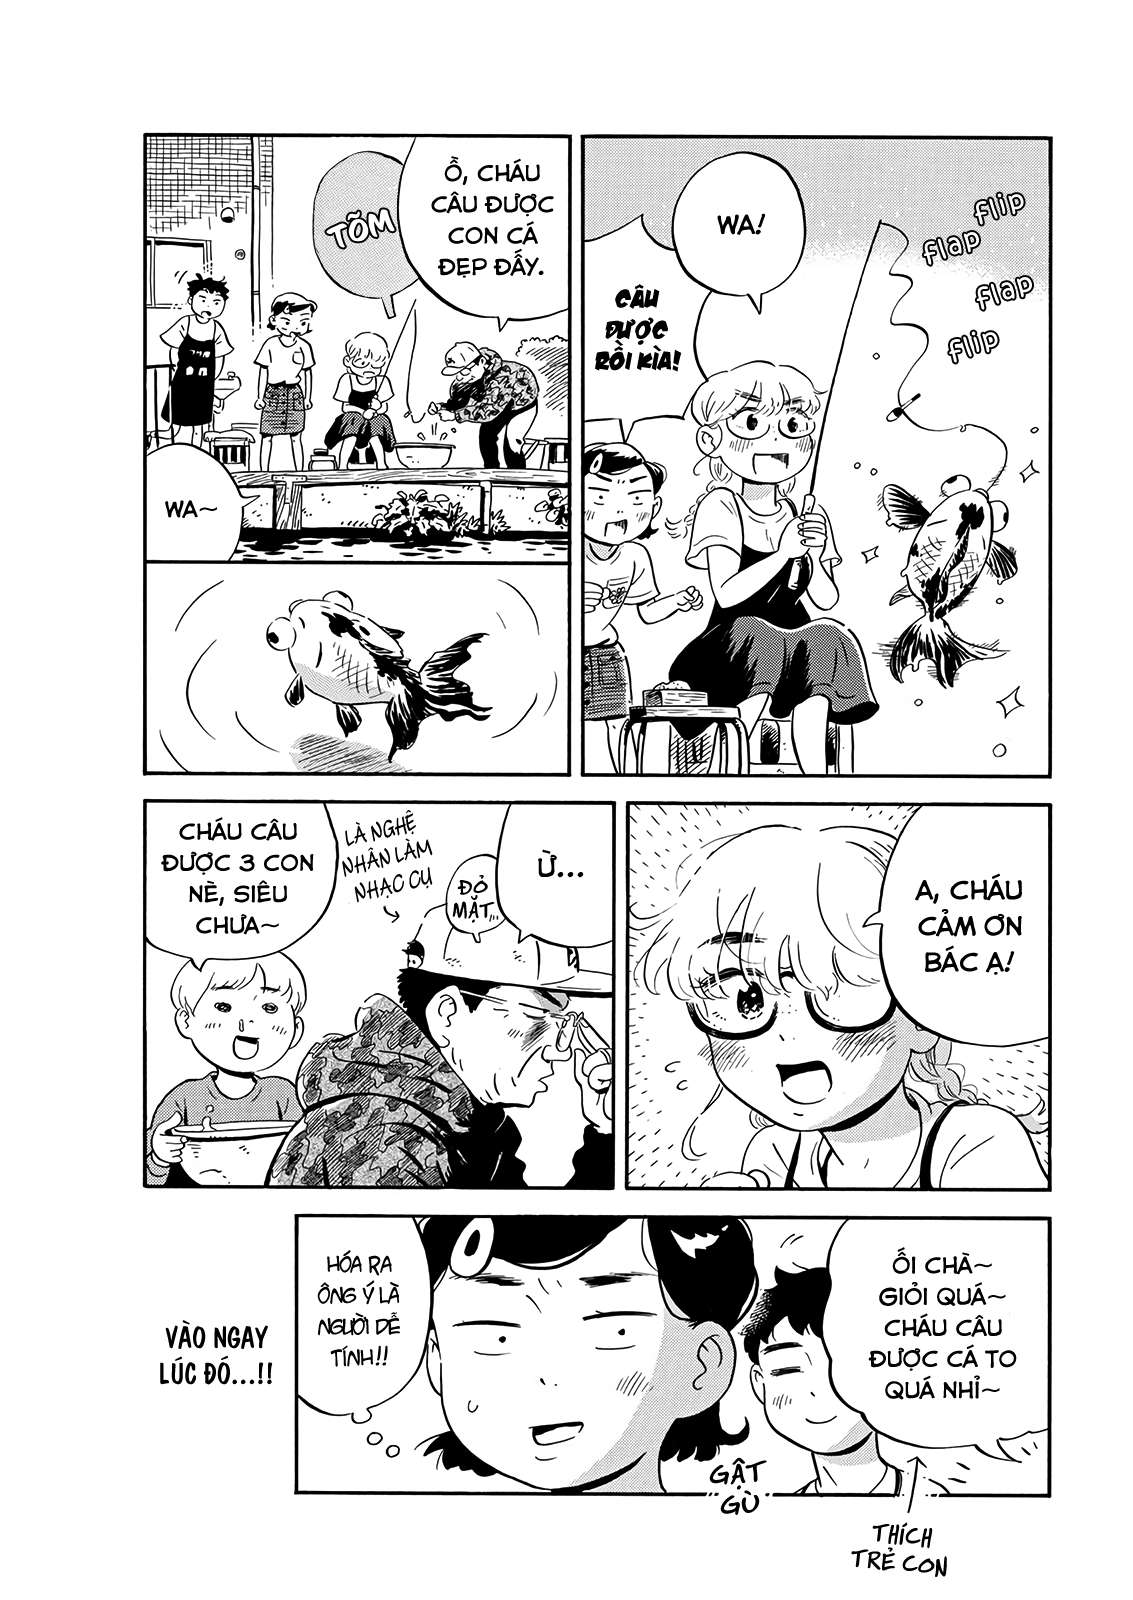 WA!
CÂU
ĐƯỢC
RỒI KÌA!
flip
flap
flap
flip
Ồ, CHÁU
CÂU ĐƯỢC
CON CÁ
ĐẸP ĐẤY.
TÕM
WA~
A, CHÁU
CẢM ƠN
BÁC Ạ!
Ừ...
ĐỎ
MẶT...
LÀ NGHỆ
NHÂN LÀM
NHẠC CỤ
CHÁU CÂU
ĐƯỢC 3 CON
NÈ, SIÊU
CHƯA~
ỐI CHÀ~
GIỎI QUÁ~
CHÁU CÂU
ĐƯỢC CÁ TO
QUÁ NHỈ~
THÍCH
TRẺ CON
GẬT
GÙ
HÓA RA
ÔNG Ý LÀ
NGƯỜI DỄ
TÍNH!!
VÀO NGAY
LÚC ĐÓ...!!